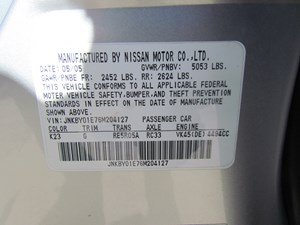 MANUFACTURED BY NISSAN MOTOR CO.,LTD.
05/05 GVWR/PNBV: 5053 LBS.
GAWR/PNBE FR: 2452 LBS. RR: 2624 LBS.
THIS VEHICLE CONFORMS TO ALL APPLICABLE FEDERAL
MOTOR VEHICLE SAFETY,BUMPER,AND THEFT PREVENTION
STANDARDS IN EFFECT ON THE DATE OF MANUFACTURE
SHOWN ABOVE.
VIN: JNKBY01E76M204127 PASSENGER CAR
COLOR TRIM TRANS AXLE ENGINE
K23 G RE5R05A RC33 VK45(DE) 4494CC
JNKBY01E76M204127